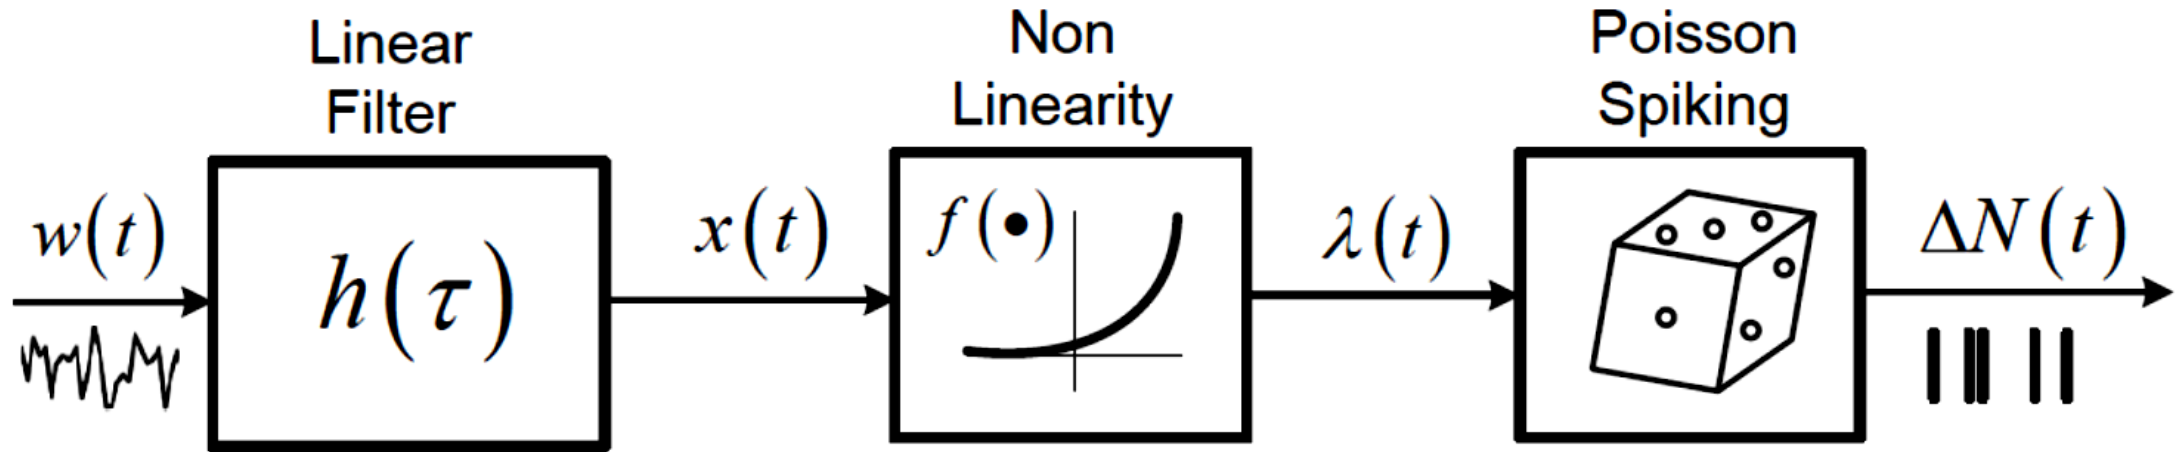 Linear
Filter
Non
Linearity
Poisson
Spiking
w(t)
h(τ)
x(t)
f(•)
λ(t)
ΔN(t)